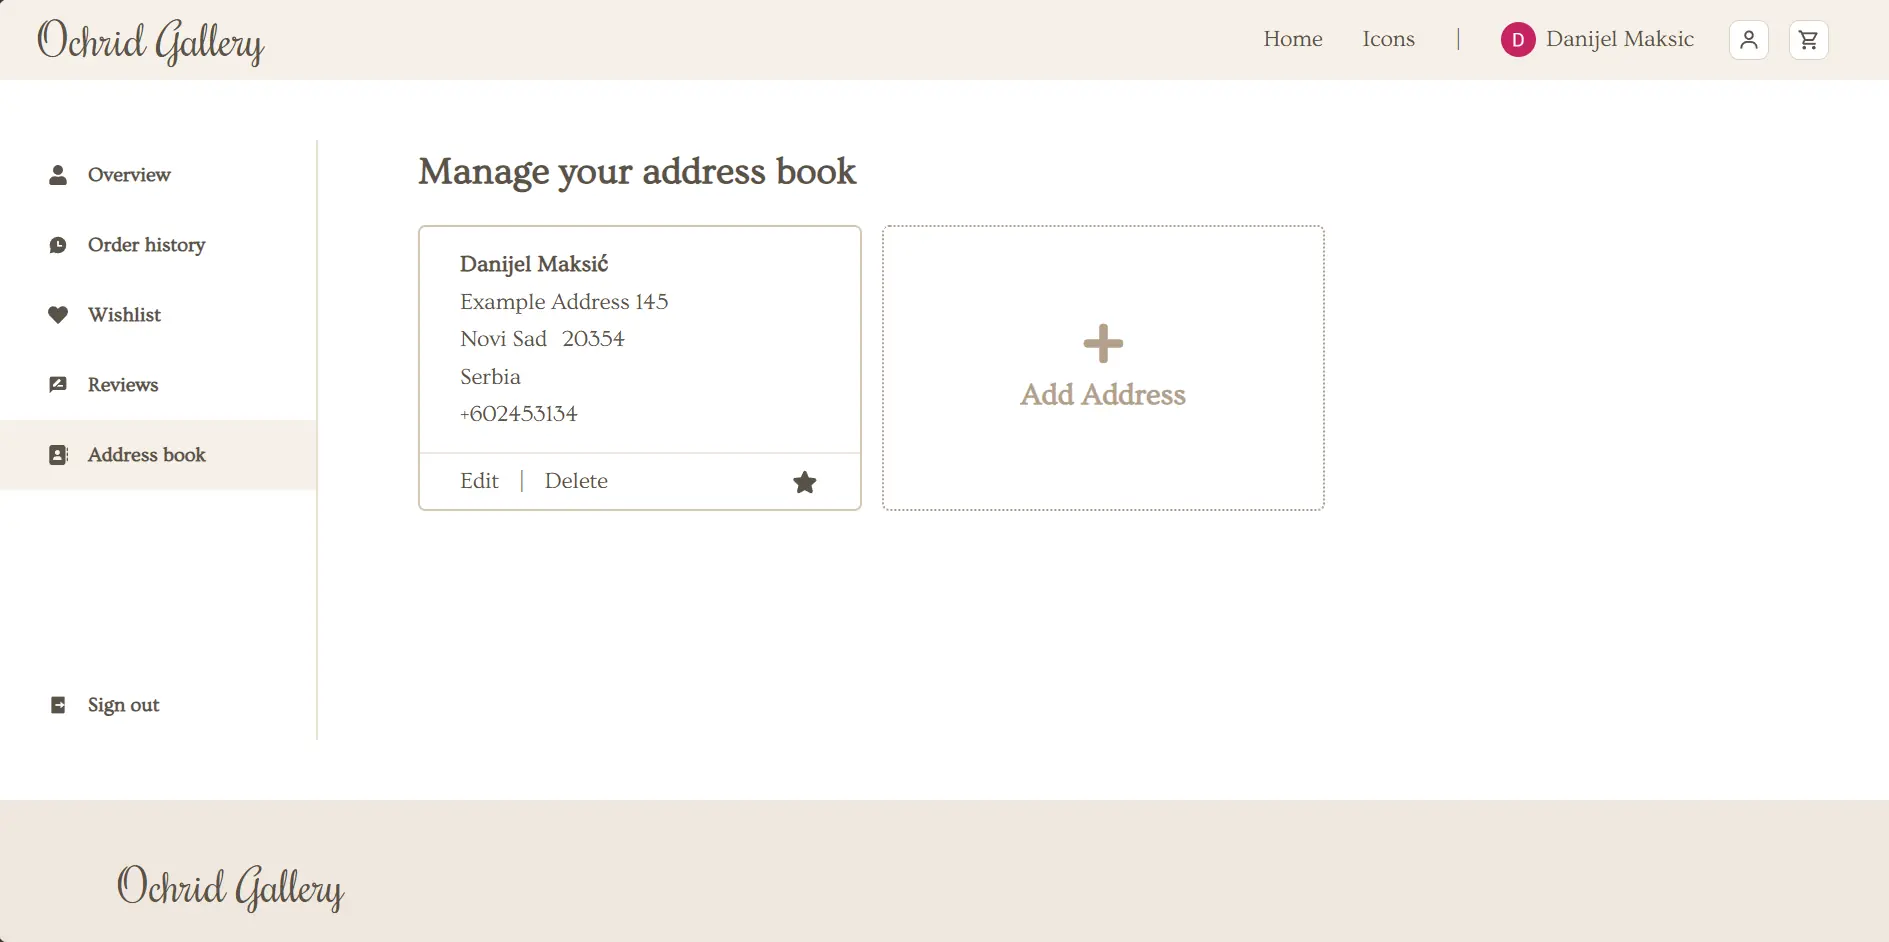 Ochrid Gallery
Home Icons | D Danijel Maksic
Overview
Order history
Wishlist
Reviews
Address book
Sign out
Manage your address book
Danijel Maksić
Example Address 145
Novi Sad 20354
Serbia
+602453134
Edit | Delete
Add Address
Ochrid Gallery